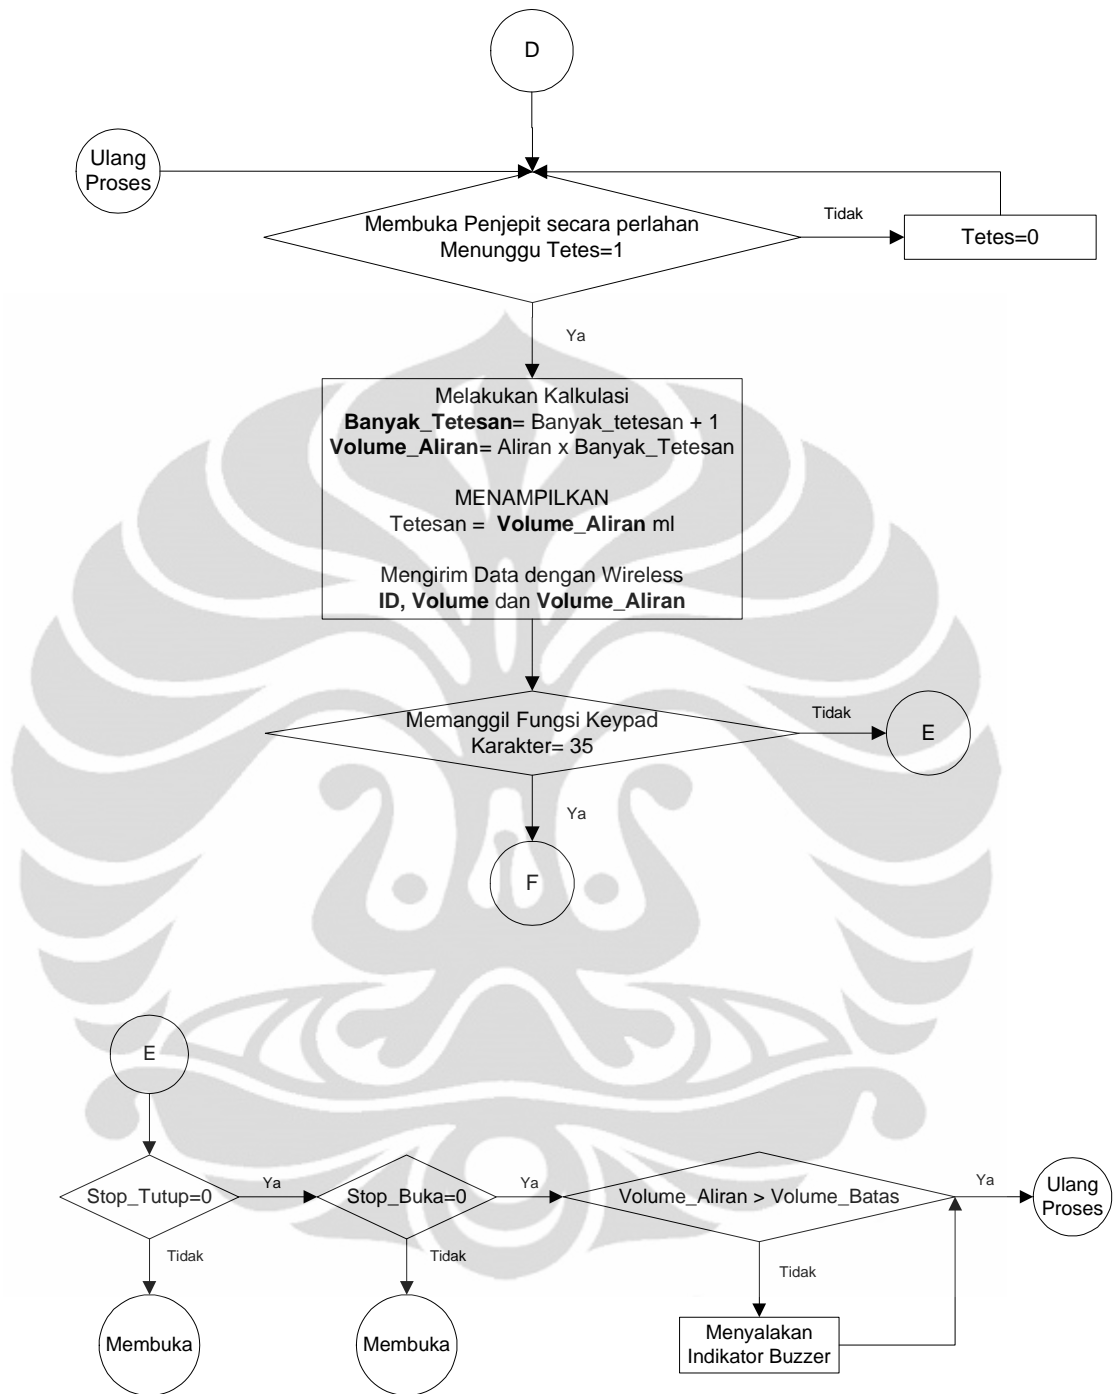 D
Ulang
Proses
Membuka Penjepit secara perlahan
Menunggu Tetes=1
Tidak
Tetes=0
Ya
Melakukan Kalkulasi
Banyak_Tetesan= Banyak_tetesan + 1
Volume_Aliran= Aliran x Banyak_Tetesan
MENAMPILKAN
Tetesan = Volume_Aliran ml
Mengirim Data dengan Wireless
ID, Volume dan Volume_Aliran
Memanggil Fungsi Keypad
Karakter= 35
Tidak
E
Ya
F
E
Stop_Tutup=0
Ya
Stop_Buka=0
Ya
Volume_Aliran > Volume_Batas
Ya
Ulang
Proses
Tidak
Tidak
Tidak
Membuka
Membuka
Menyalakan
Indikator Buzzer